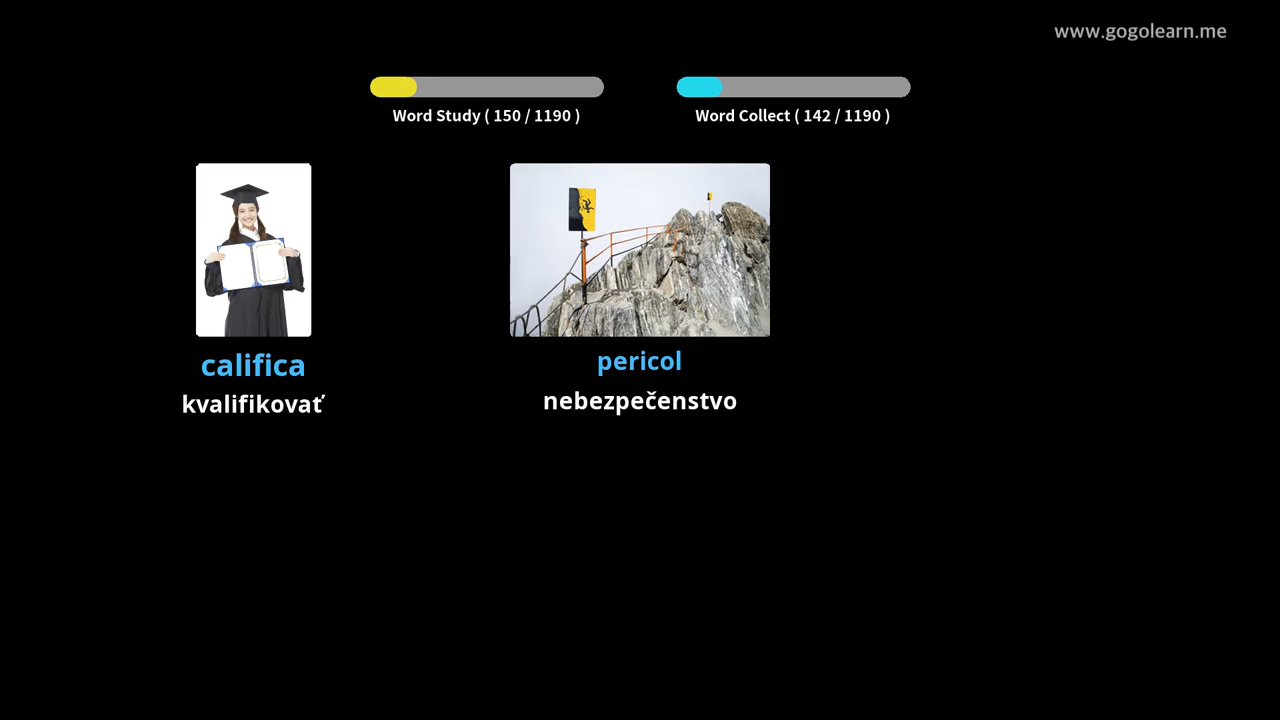 www.gogolearn.me
Word Study ( 150 / 1190 )
Word Collect ( 142 / 1190 )
califica
kvalifikovať
pericol
nebezpečenstvo